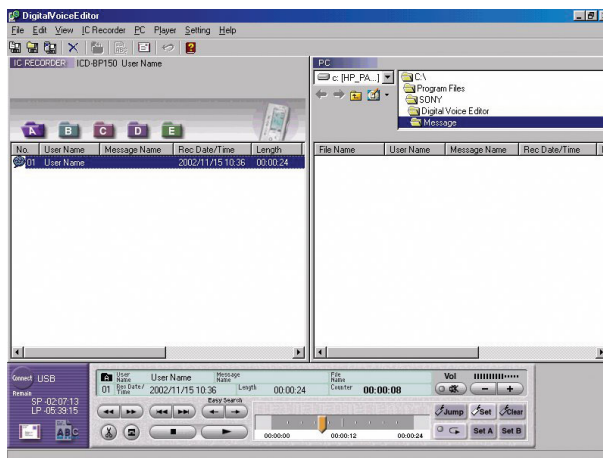 DigitalVoiceEditor
File Edit View IC Recorder PC Player Setting Help
IC RECORDER ICD-BP150 User Name
PC
c: [HP_PA...]
C:\
Program Files
SONY
Digital Voice Editor
Message
A B C D E
No. User Name Message Name Rec Date/Time Length
01 User Name 2002/11/15 10:36 00:00:24
File Name User Name Message Name Rec Date/Time
Connect USB
Remain
SP -02:07:13
LP -05:39:15
ABC
A User Name User Name Message Name
01 Rec Date/Time 2002/11/15 10:36 Length 00:00:24
File Name
Counter 00:00:08
Easy Search
00:00:00 00:00:12 00:00:24
Vol
Jump Set Clear
Set A Set B